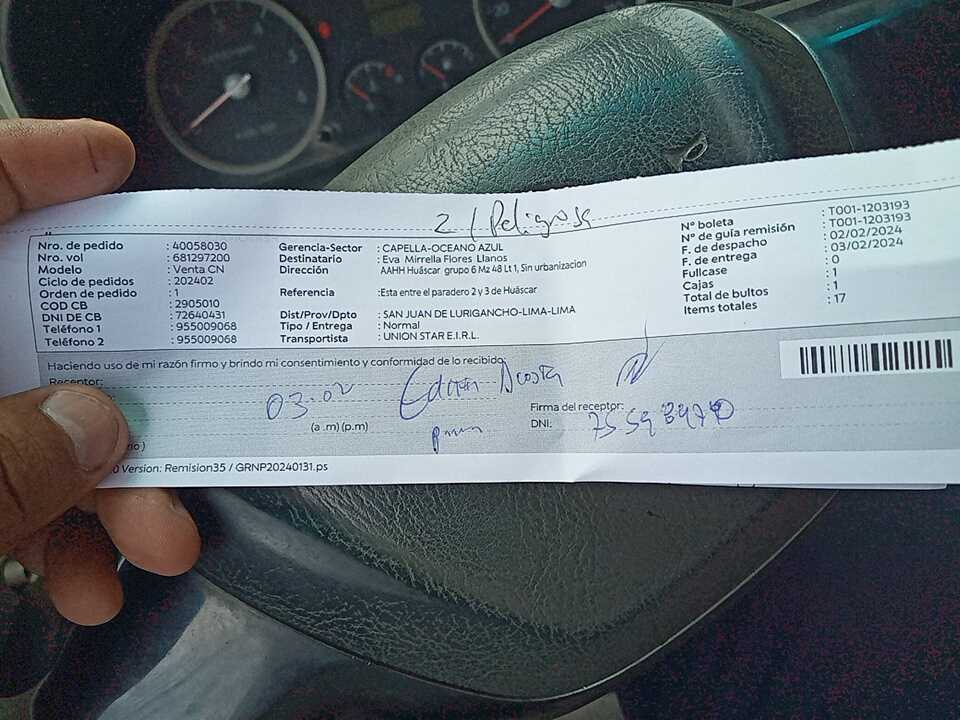 2 / Peligrosa
Nro. de pedido : 40058030
Nro. vol : 681297200
Modelo : Venta CN
Ciclo de pedidos : 202402
Orden de pedido : 1
COD CB : 2905010
DNI DE CB : 72640431
Teléfono 1 : 955009068
Teléfono 2 : 955009068
Gerencia-Sector : CAPELLA-OCEANO AZUL
Destinatario : Eva Mirrella Flores Llanos
Dirección : AAHH Huáscar grupo 6 Mz 48 Lt 1, Sin urbanizacion
Referencia :Esta entre el paradero 2 y 3 de Huáscar
Dist/Prov/Dpto : SAN JUAN DE LURIGANCHO-LIMA-LIMA
Tipo / Entrega : Normal
Transportista : UNION STAR E.I.R.L.
N° boleta : T001-1203193
N° de guía remisión : T001-1203193
F. de despacho : 02/02/2024
F. de entrega : 03/02/2024
Fullcase : 0
Cajas : 1
Total de bultos : 1
Items totales : 17
Haciendo uso de mi razón firmo y brindo mi consentimiento y conformidad de lo recibido:
Receptor:
03.02 Acosta
(a .m) (p.m)
Firma del receptor:
DNI:
0 Version: Remision35 / GRNP20240131.ps